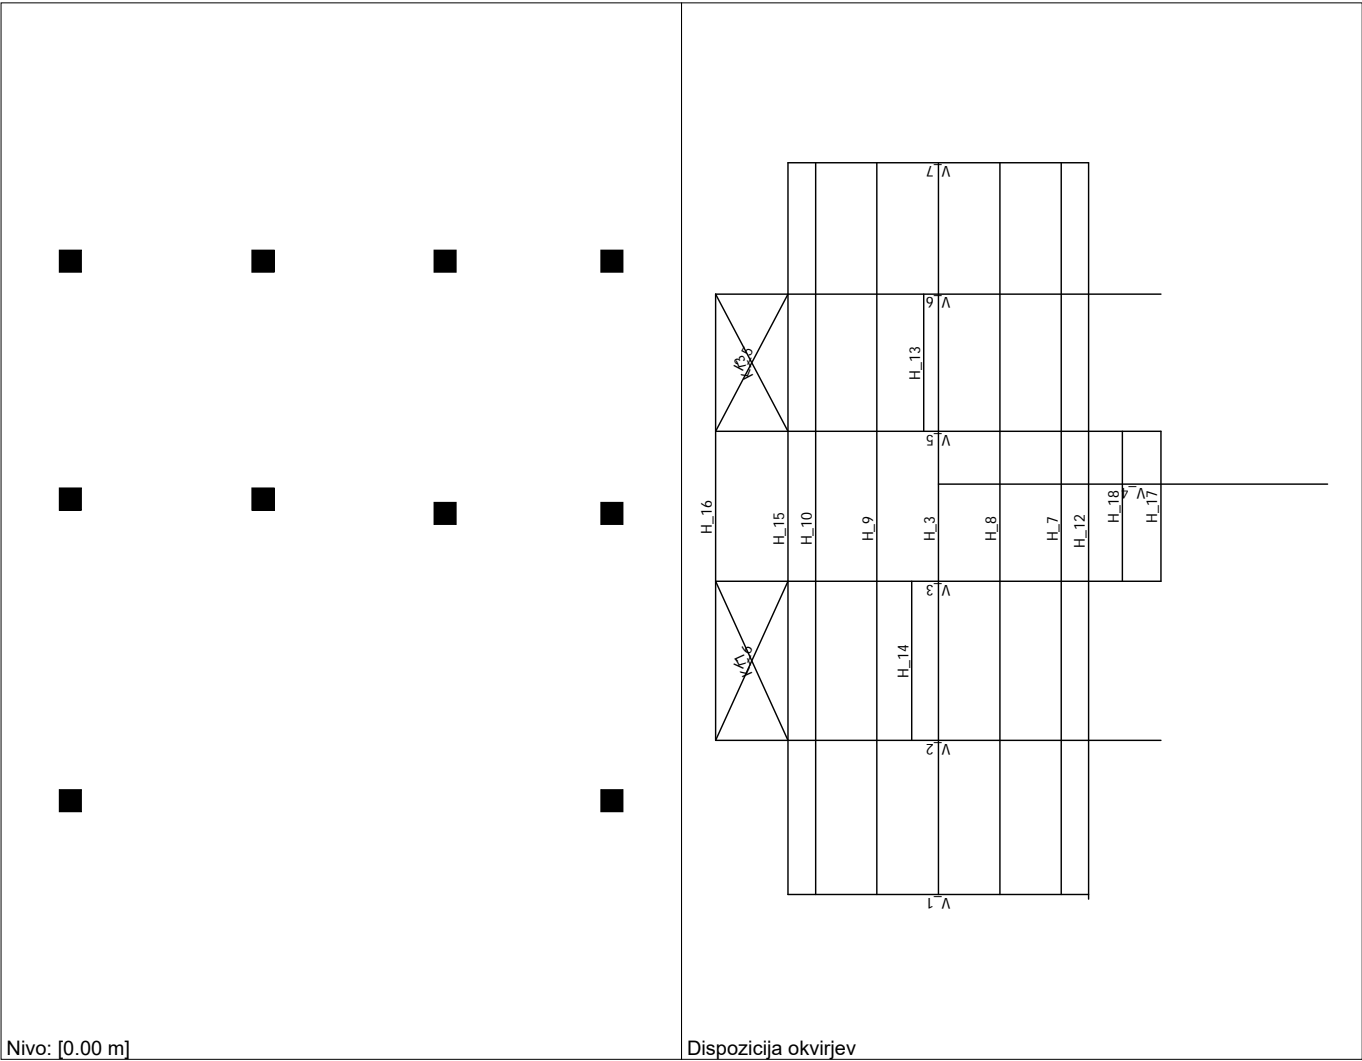 V_7
V_6
H_13
V_5
H_16
H_15
H_10
H_9
H_3
H_8
H_7
H_12
H_18
V_4
H_17
V_3
H_14
V_2
V_1
Nivo: [0.00 m]
Dispozicija okvirjev